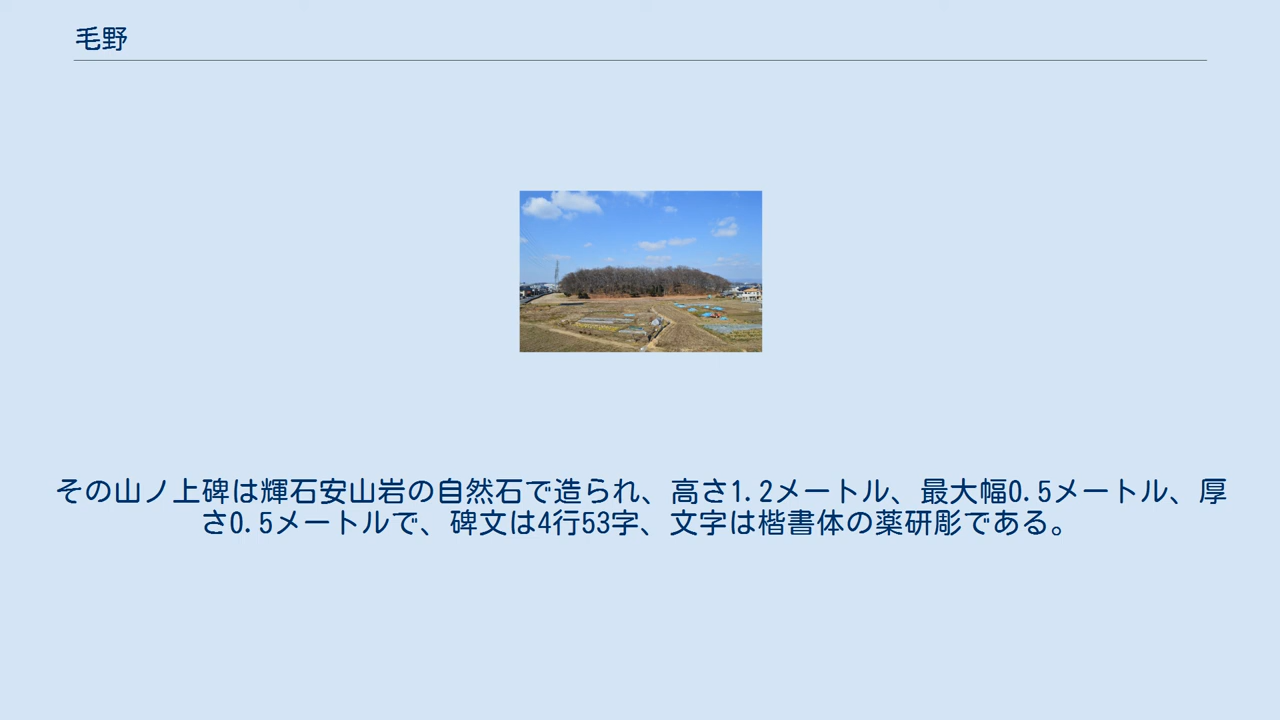 毛野
その山ノ上碑は輝石安山岩の自然石で造られ、高さ1.2メートル、最大幅0.5メートル、厚
さ0.5メートルで、碑文は4行53字、文字は楷書体の薬研彫である。